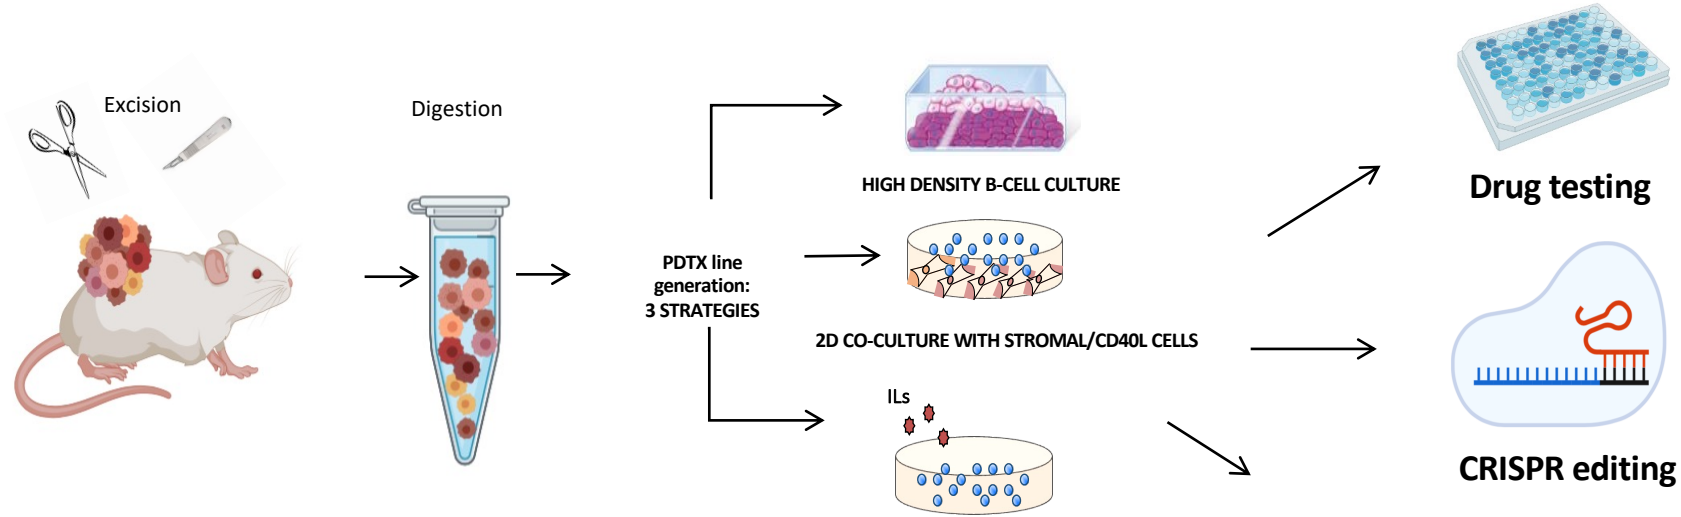 Excision
Digestion
PDTX line
generation:
3 STRATEGIES
HIGH DENSITY B-CELL CULTURE
2D CO-CULTURE WITH STROMAL/CD40L CELLS
ILs
Drug testing
CRISPR editing